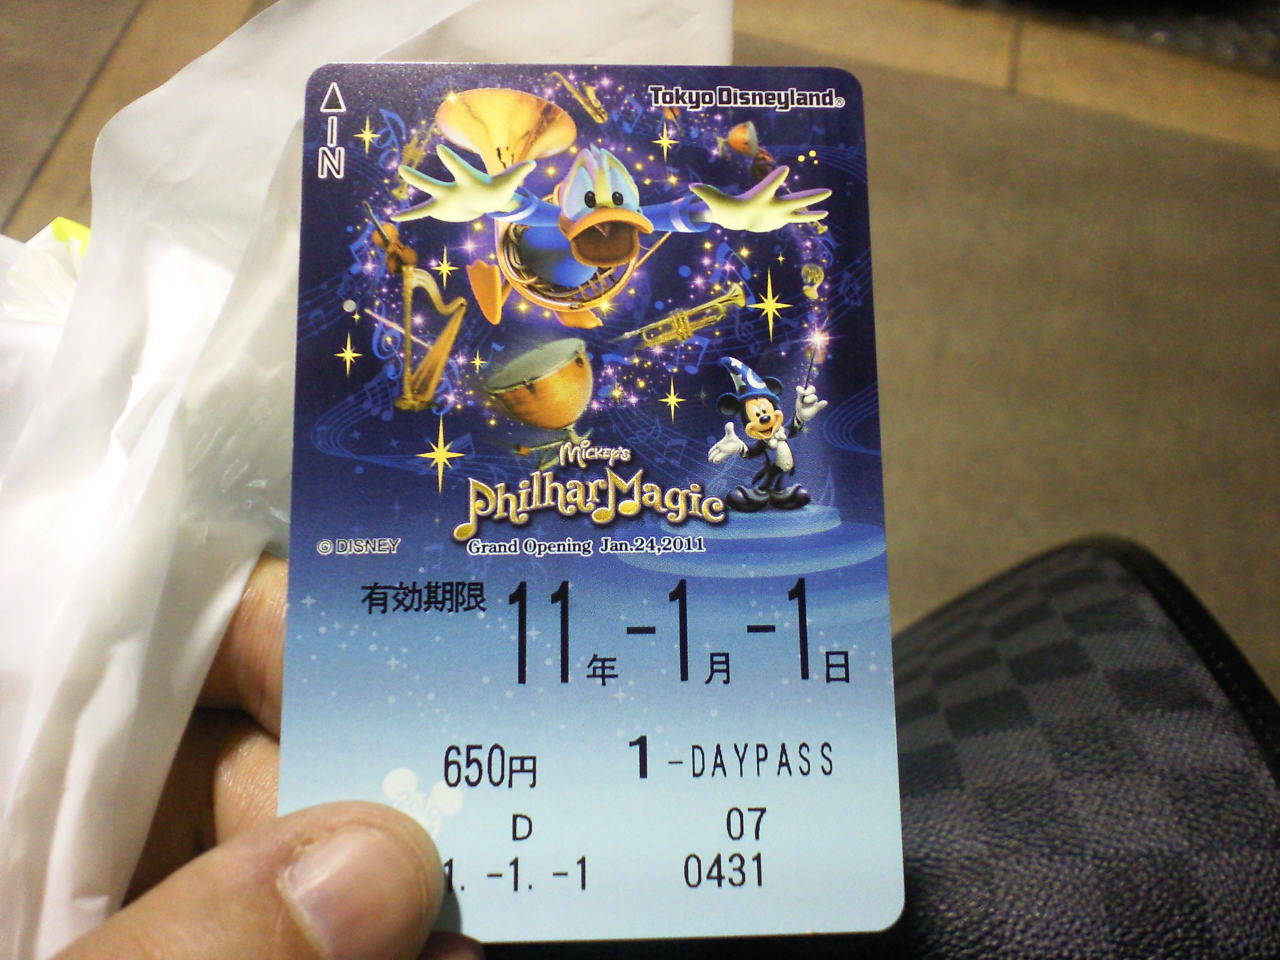 Tokyo Disneyland®
IN
Mickey's
PhilharMagic
Grand Opening Jan.24,2011
© DISNEY
有効期限 11年-1月-1日
650円 1-DAYPASS
D 07
1.-1.-1 0431